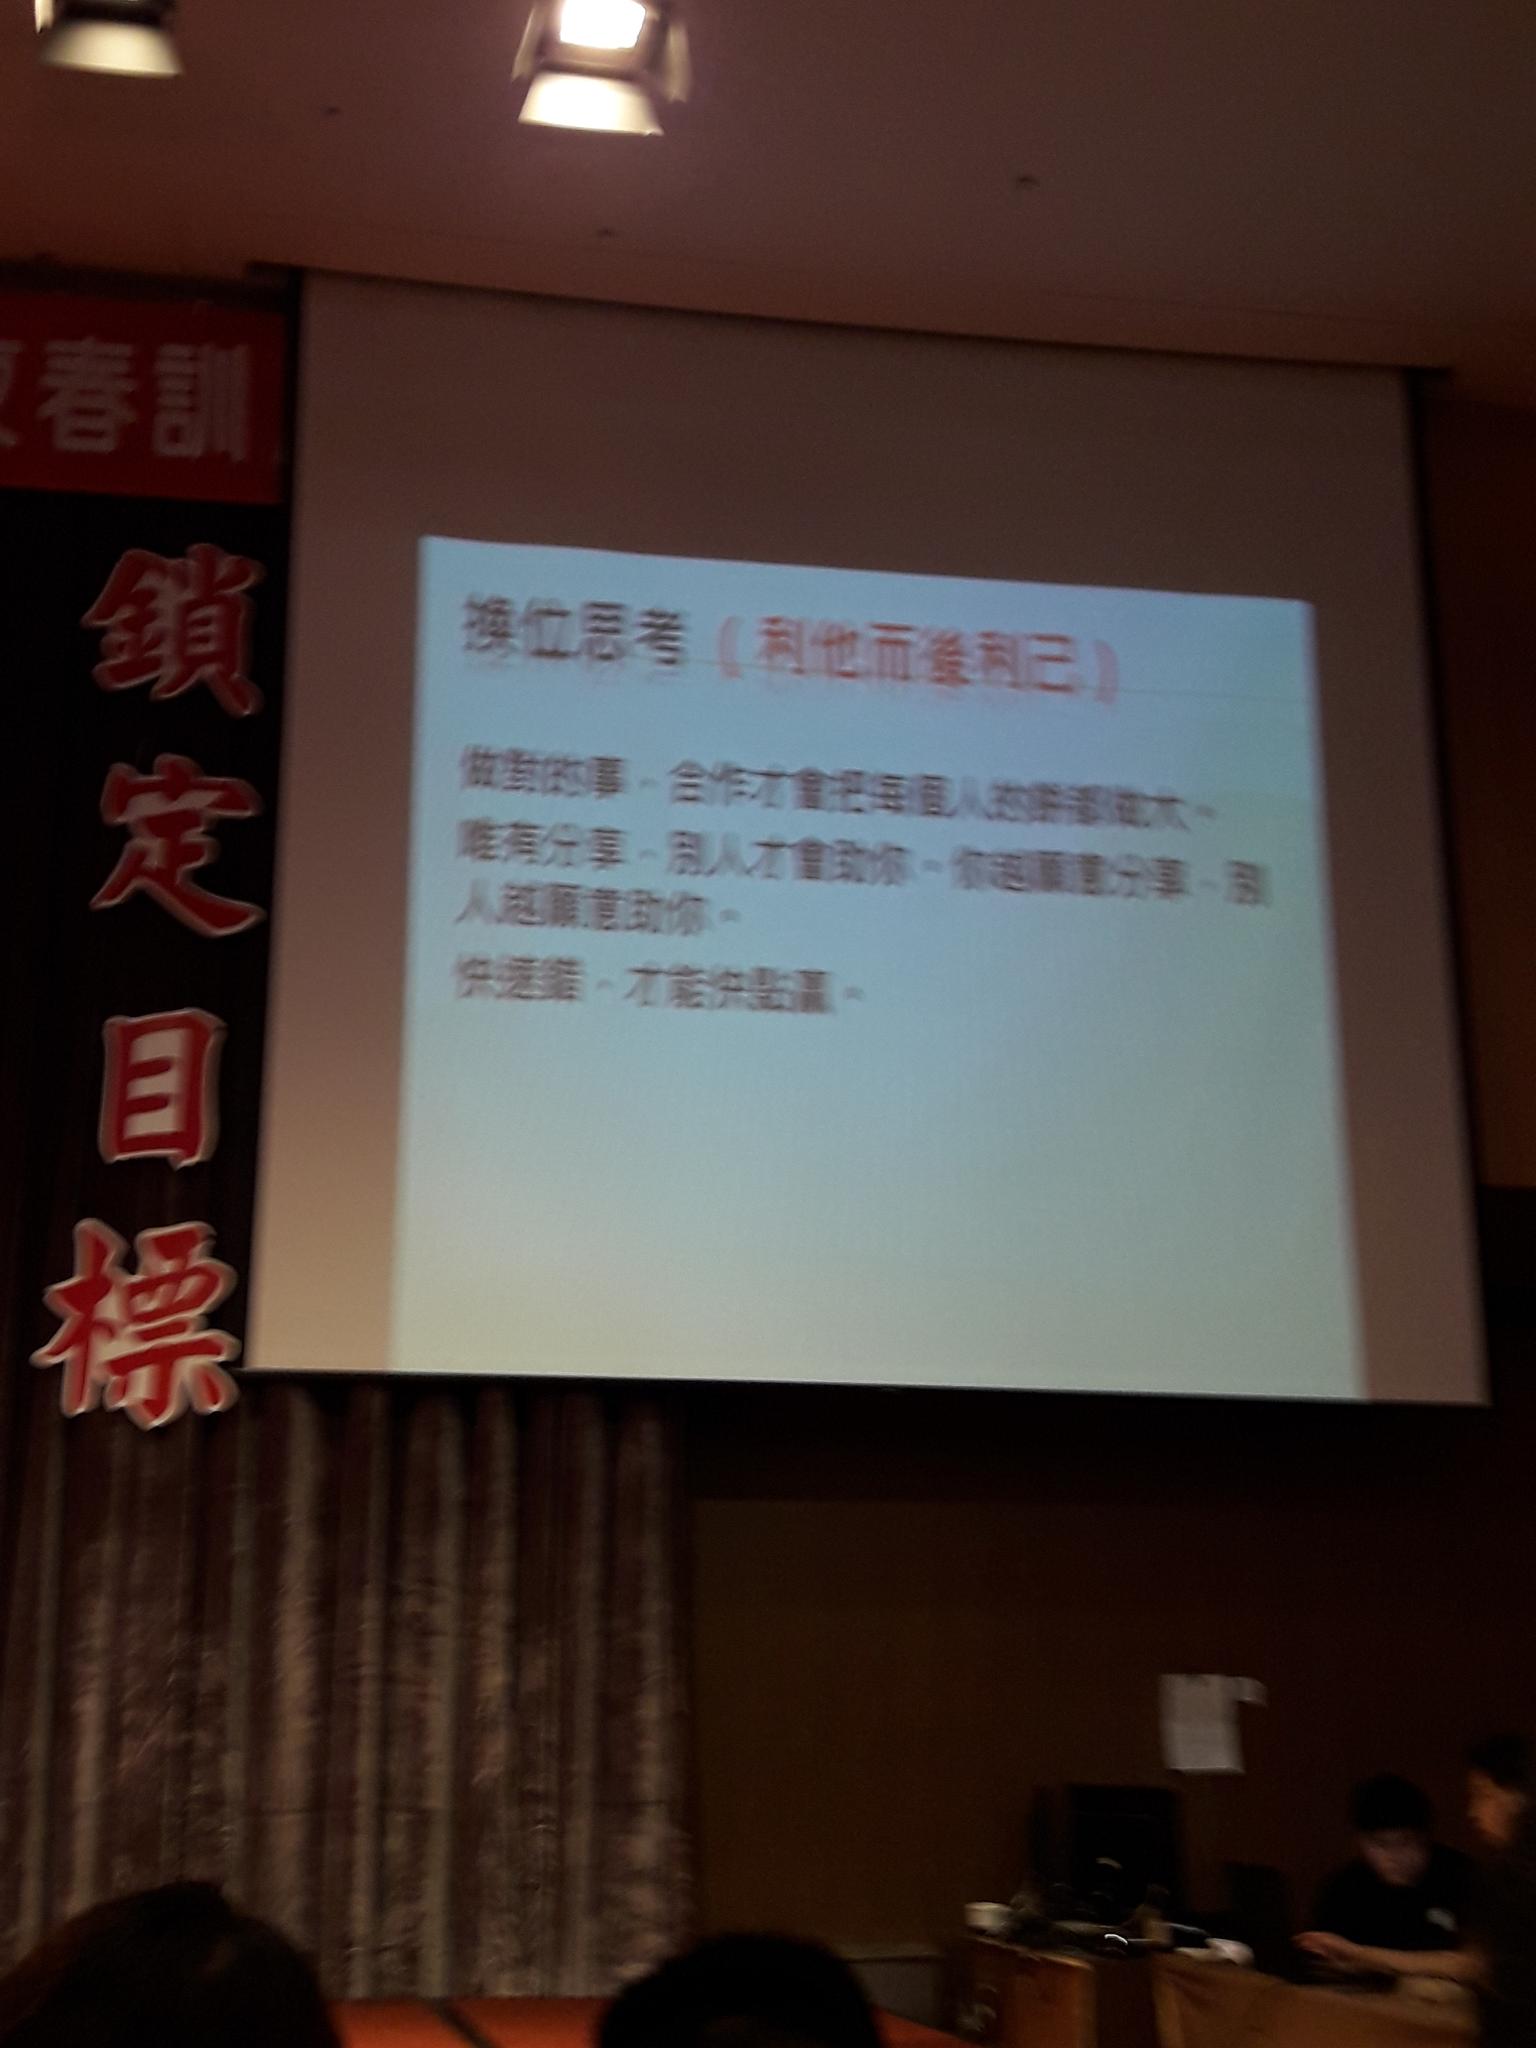 春訓
鎖定目標
換位思考（利他而後利己）
做對的事，合作才會把每個人的餅都做大。
唯有分享，別人才會助你。你越願意分享，別
人越願意助你。
快選錯，才能快點贏。